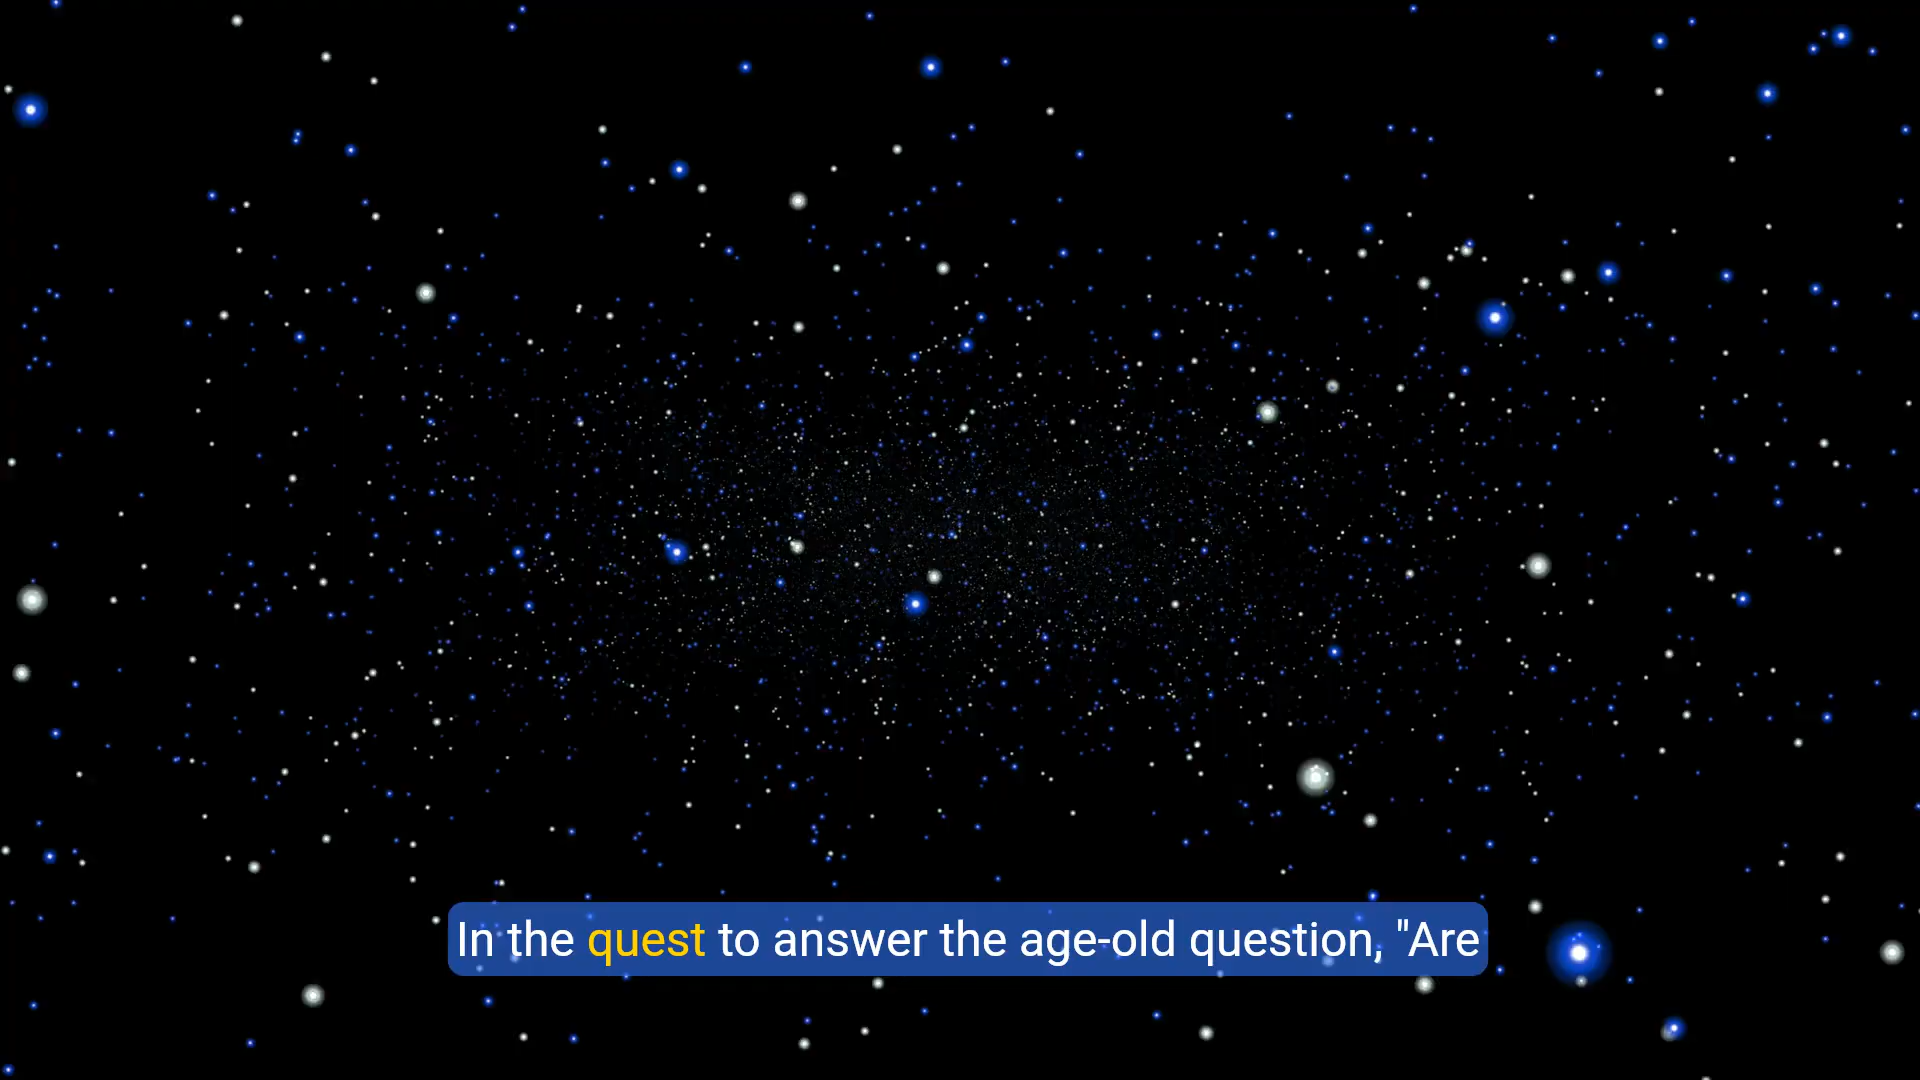 In the quest to answer the age-old question, "Are